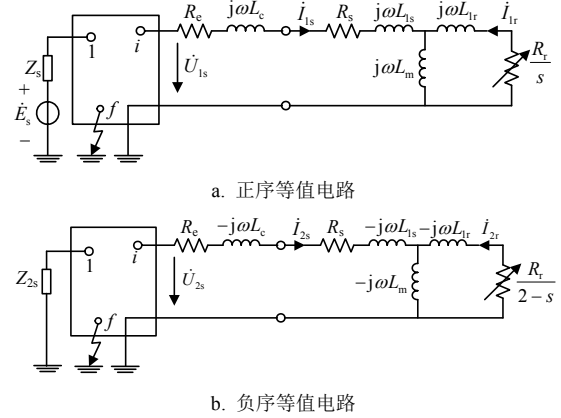 R_e jωL_c İ_1s R_s jωL_1s jωL_1r İ_1r
1 i
Z_s U̇_1s jωL_m R_r/s
+
Ė_s f
−
a. 正序等值电路
R_e −jωL_c İ_2s R_s −jωL_1s −jωL_1r İ_2r
1 i
Z_2s U̇_2s −jωL_m R_r/(2−s)
f
b. 负序等值电路